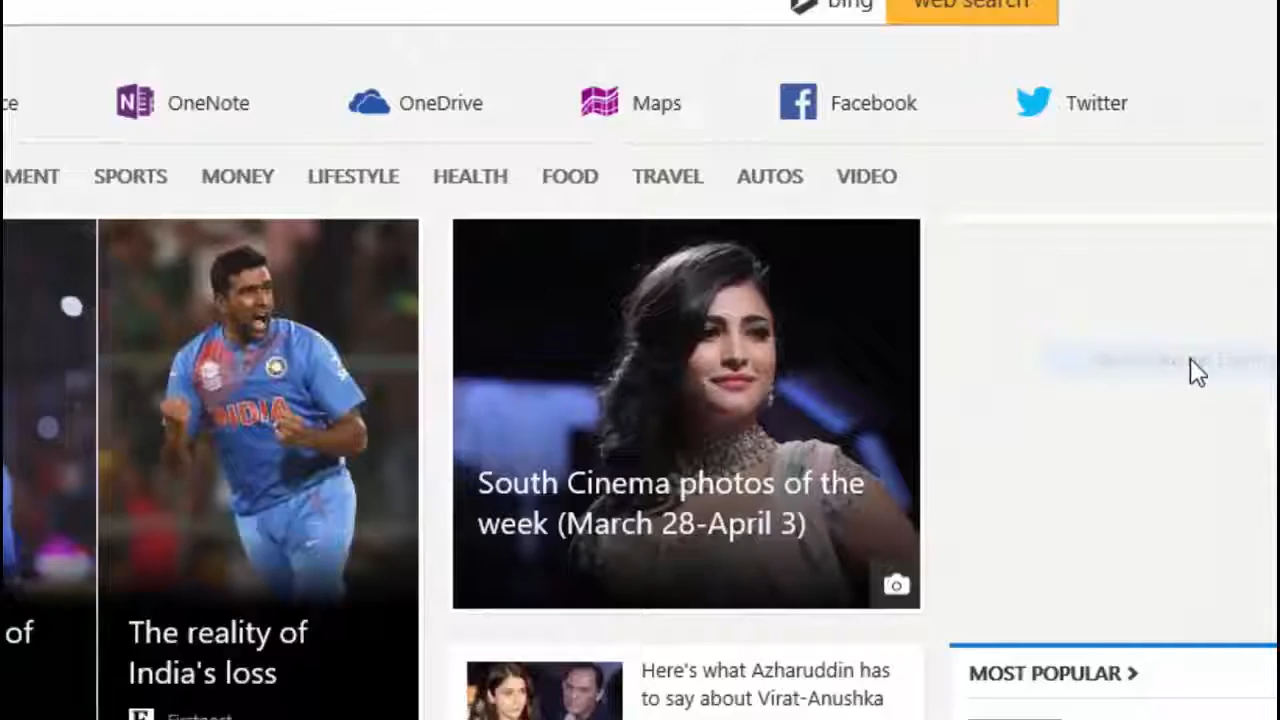 bing web search
ce OneNote OneDrive Maps Facebook Twitter
MENT SPORTS MONEY LIFESTYLE HEALTH FOOD TRAVEL AUTOS VIDEO
INDIA
South Cinema photos of the
week (March 28-April 3)
of
The reality of
India's loss
Firstpost
Here's what Azharuddin has
to say about Virat-Anushka
MOST POPULAR >